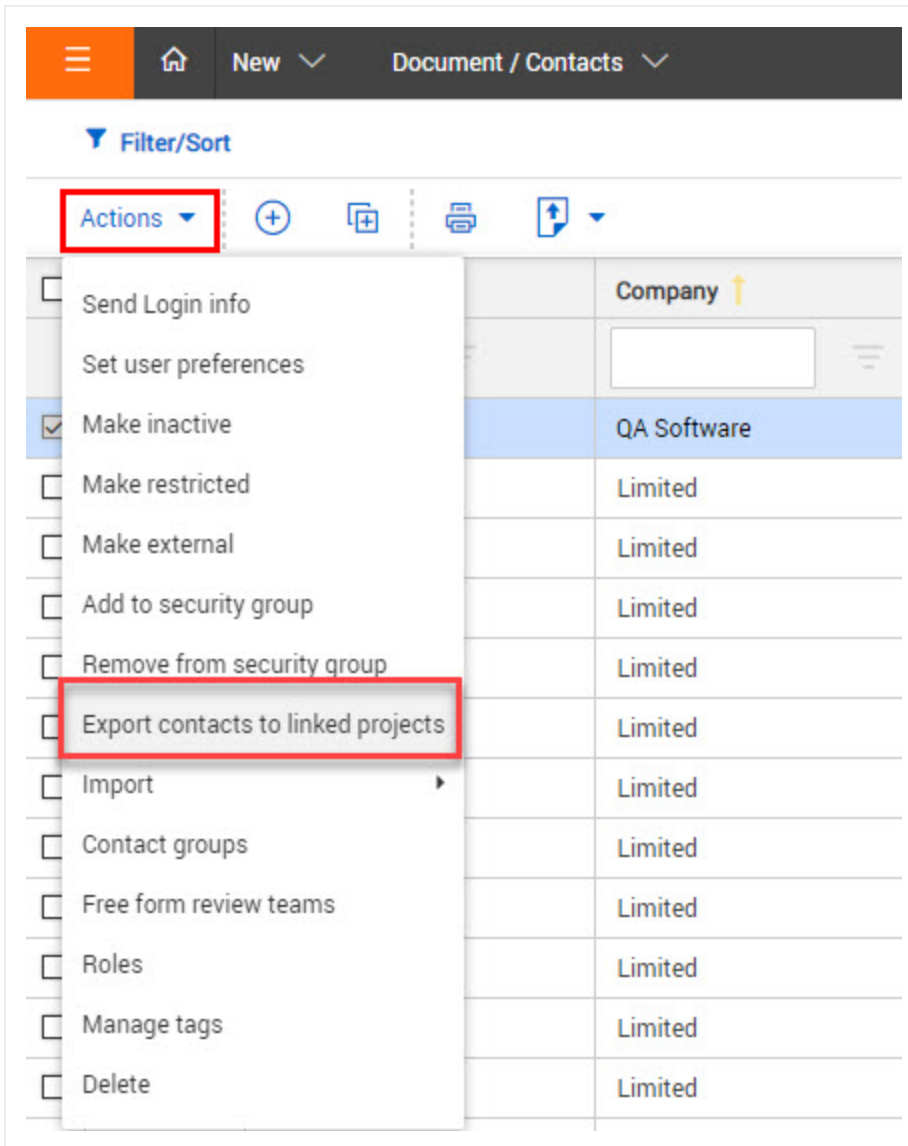 New
Document / Contacts
Filter/Sort
Actions
Company
Send Login info
Set user preferences
Make inactive
QA Software
Make restricted
Limited
Make external
Limited
Add to security group
Limited
Remove from security group
Limited
Export contacts to linked projects
Limited
Import
Limited
Contact groups
Limited
Free form review teams
Limited
Roles
Limited
Manage tags
Limited
Delete
Limited